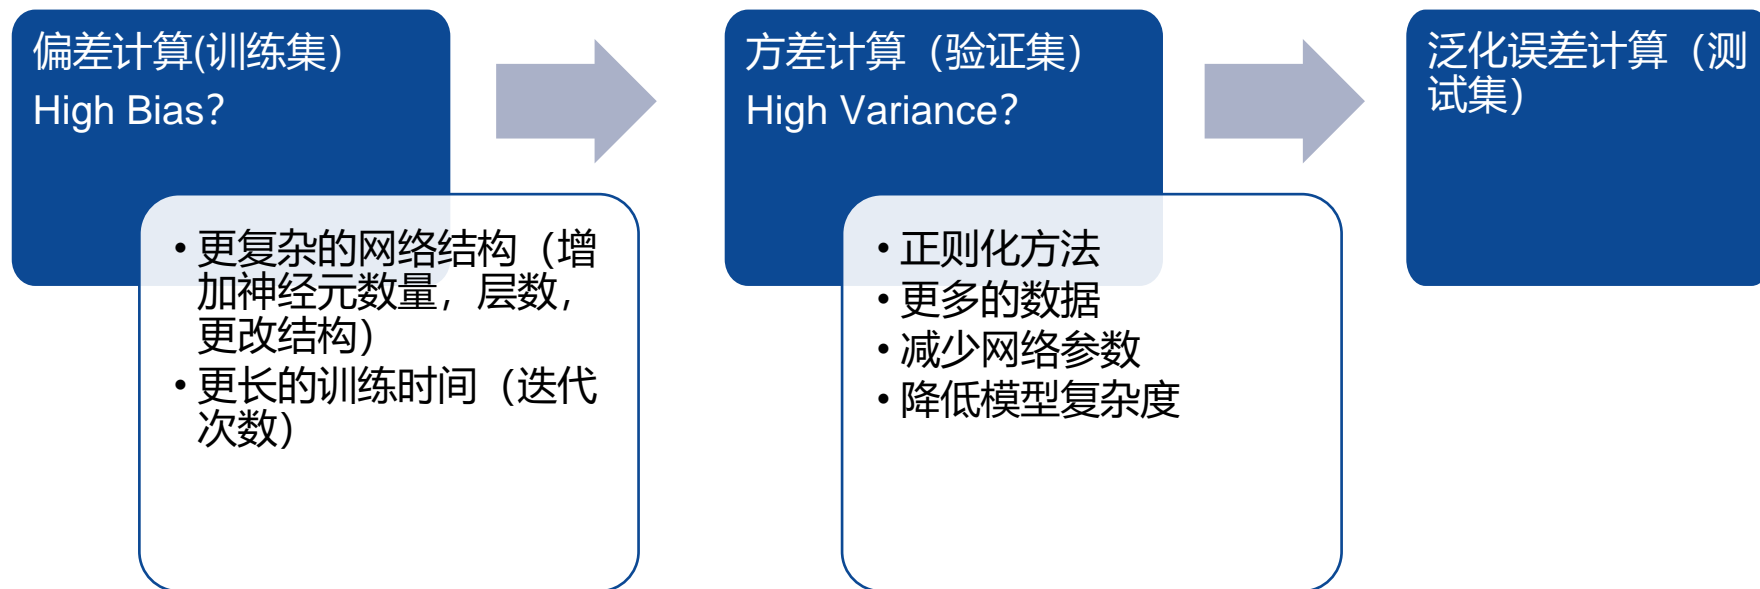 偏差计算(训练集）
High Bias？
• 更复杂的网络结构（增
加神经元数量，层数，
更改结构）
• 更长的训练时间（迭代
次数）
方差计算（验证集）
High Variance？
• 正则化方法
• 更多的数据
• 减少网络参数
• 降低模型复杂度
泛化误差计算（测
试集）